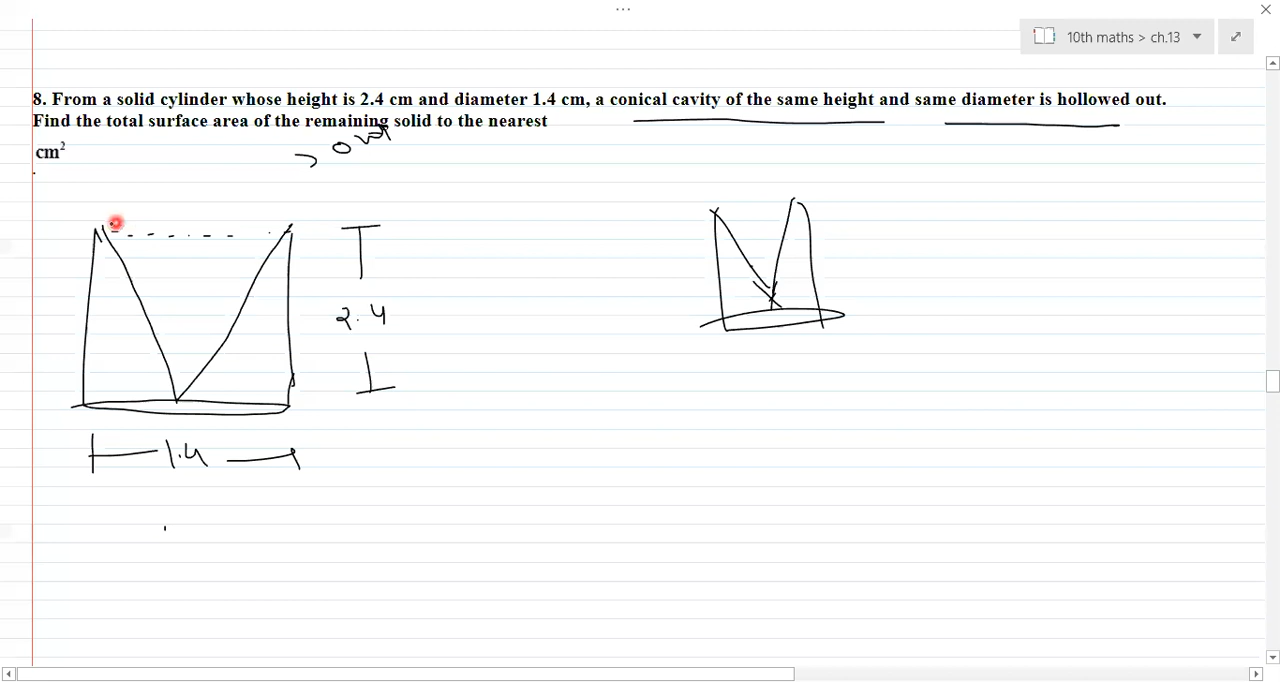 10th maths > ch.13
8. From a solid cylinder whose height is 2.4 cm and diameter 1.4 cm, a conical cavity of the same height and same diameter is hollowed out.
Find the total surface area of the remaining solid to the nearest
cm²
.
2.4
1.4